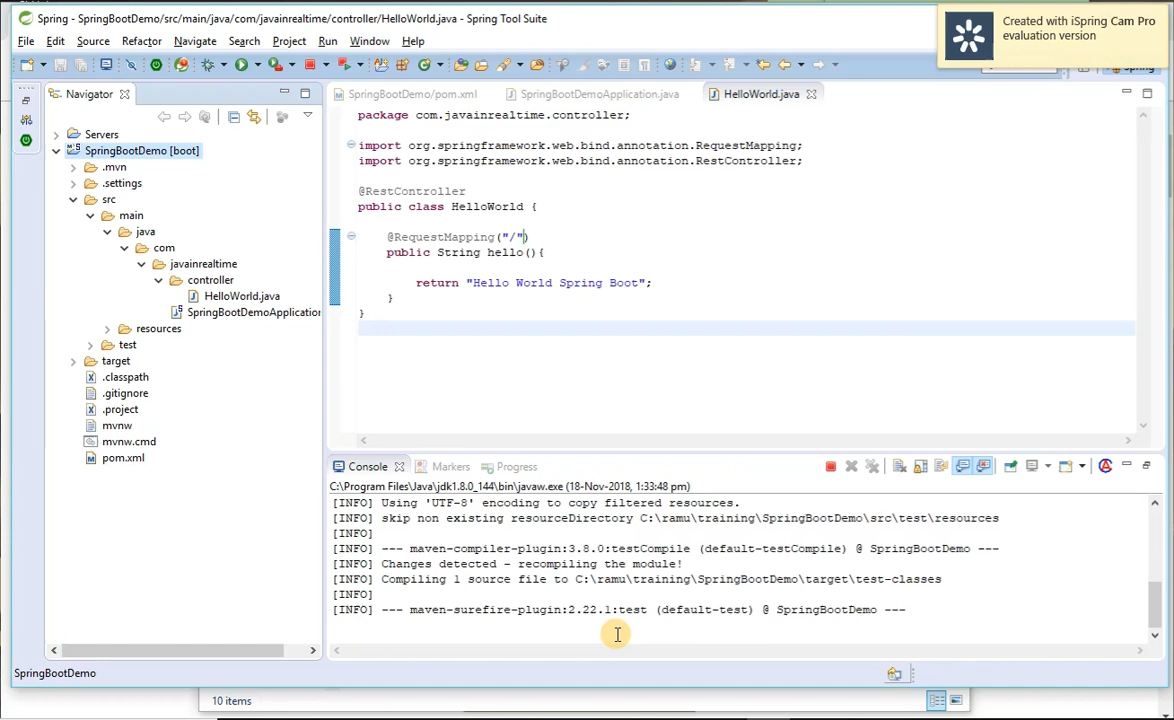 Spring - SpringBootDemo/src/main/java/com/javainrealtime/controller/HelloWorld.java - Spring Tool Suite
Created with iSpring Cam Pro
evaluation version
File Edit Source Refactor Navigate Search Project Run Window Help
Spring
Navigator
SpringBootDemo/pom.xml SpringBootDemoApplication.java HelloWorld.java
Servers
SpringBootDemo [boot]
.mvn
.settings
src
main
java
com
javainrealtime
controller
HelloWorld.java
SpringBootDemoApplication
resources
test
target
.classpath
.gitignore
.project
mvnw
mvnw.cmd
pom.xml
package com.javainrealtime.controller;
import org.springframework.web.bind.annotation.RequestMapping;
import org.springframework.web.bind.annotation.RestController;
@RestController
public class HelloWorld {
@RequestMapping("/")
public String hello(){
return "Hello World Spring Boot";
}
}
Console Markers Progress
C:\Program Files\Java\jdk1.8.0_144\bin\javaw.exe (18-Nov-2018, 1:33:48 pm)
[INFO] Using 'UTF-8' encoding to copy filtered resources.
[INFO] skip non existing resourceDirectory C:\ramu\training\SpringBootDemo\src\test\resources
[INFO]
[INFO] --- maven-compiler-plugin:3.8.0:testCompile (default-testCompile) @ SpringBootDemo ---
[INFO] Changes detected - recompiling the module!
[INFO] Compiling 1 source file to C:\ramu\training\SpringBootDemo\target\test-classes
[INFO]
[INFO] --- maven-surefire-plugin:2.22.1:test (default-test) @ SpringBootDemo ---
SpringBootDemo
10 items